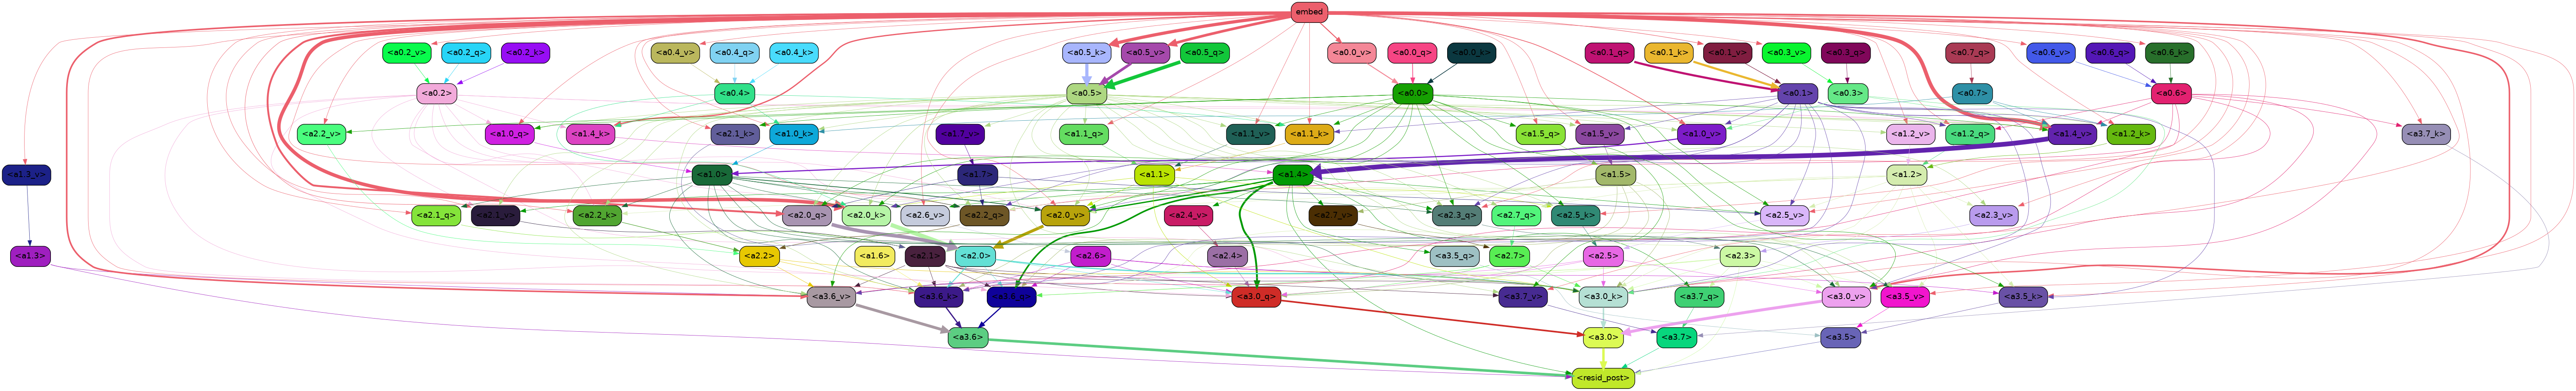 embed
<a0.2_v> <a0.2_q> <a0.2_k> <a0.4_v> <a0.4_q> <a0.4_k> <a0.5_k> <a0.5_v> <a0.5_q> <a0.0_v> <a0.0_q> <a0.0_k> <a0.1_q> <a0.1_k> <a0.1_v> <a0.3_v> <a0.3_q> <a0.7_q> <a0.6_v> <a0.6_q> <a0.6_k>
<a0.2> <a0.4> <a0.5> <a0.0> <a0.1> <a0.3> <a0.7> <a0.6>
<a2.2_v> <a1.0_q> <a1.4_k> <a2.1_k> <a1.0_k> <a1.7_v> <a1.1_q> <a1.1_v> <a1.1_k> <a1.5_q> <a1.5_v> <a1.0_v> <a1.2_v> <a1.2_q> <a1.4_v> <a1.2_k> <a3.7_k>
<a1.3_v> <a1.0> <a1.7> <a1.1> <a1.4> <a1.5> <a1.2>
<a2.1_q> <a2.1_v> <a2.2_k> <a2.0_q> <a2.0_k> <a2.6_v> <a2.2_q> <a2.0_v> <a2.4_v> <a2.7_v> <a2.7_q> <a2.3_q> <a2.5_k> <a2.5_v> <a2.3_v>
<a1.3> <a2.2> <a1.6> <a2.1> <a2.0> <a2.6> <a2.4> <a3.5_q> <a2.7> <a2.5> <a2.3>
<a3.6_v> <a3.6_k> <a3.6_q> <a3.0_q> <a3.7_v> <a3.0_k> <a3.7_q> <a3.0_v> <a3.5_v> <a3.5_k>
<a3.6> <a3.0> <a3.7> <a3.5>
<resid_post>